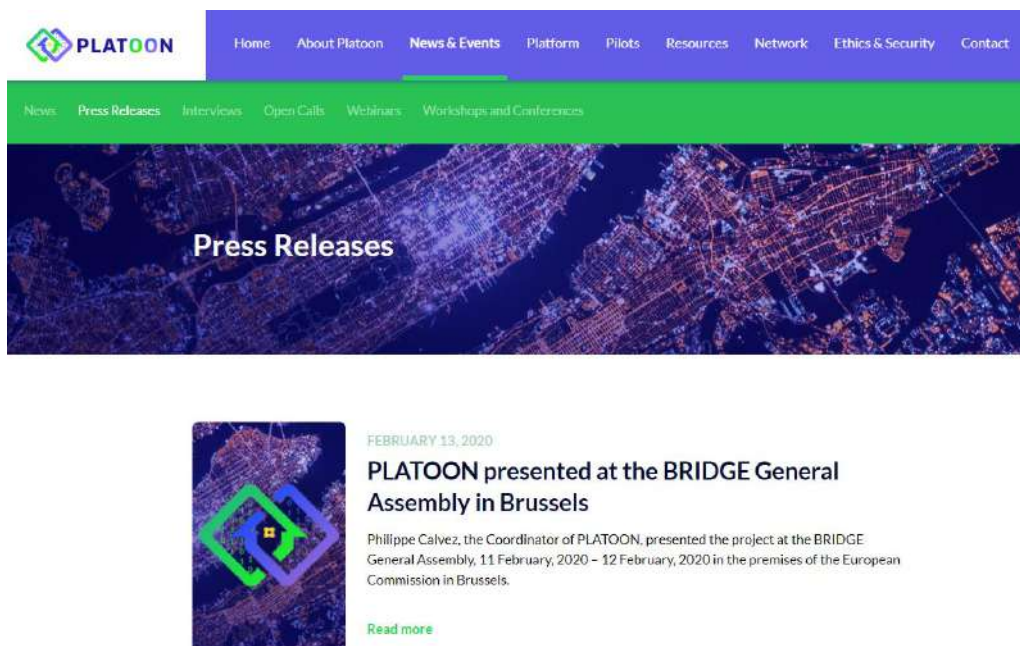 PLATOON
Home About Platoon News & Events Platform Pilots Resources Network Ethics & Security Contact
News Press Releases Interviews Open Calls Webinars Workshops and Conferences
Press Releases
FEBRUARY 13, 2020
PLATOON presented at the BRIDGE General
Assembly in Brussels
Philippe Calvez, the Coordinator of PLATOON, presented the project at the BRIDGE
General Assembly, 11 February, 2020 – 12 February, 2020 in the premises of the European
Commission in Brussels.
Read more